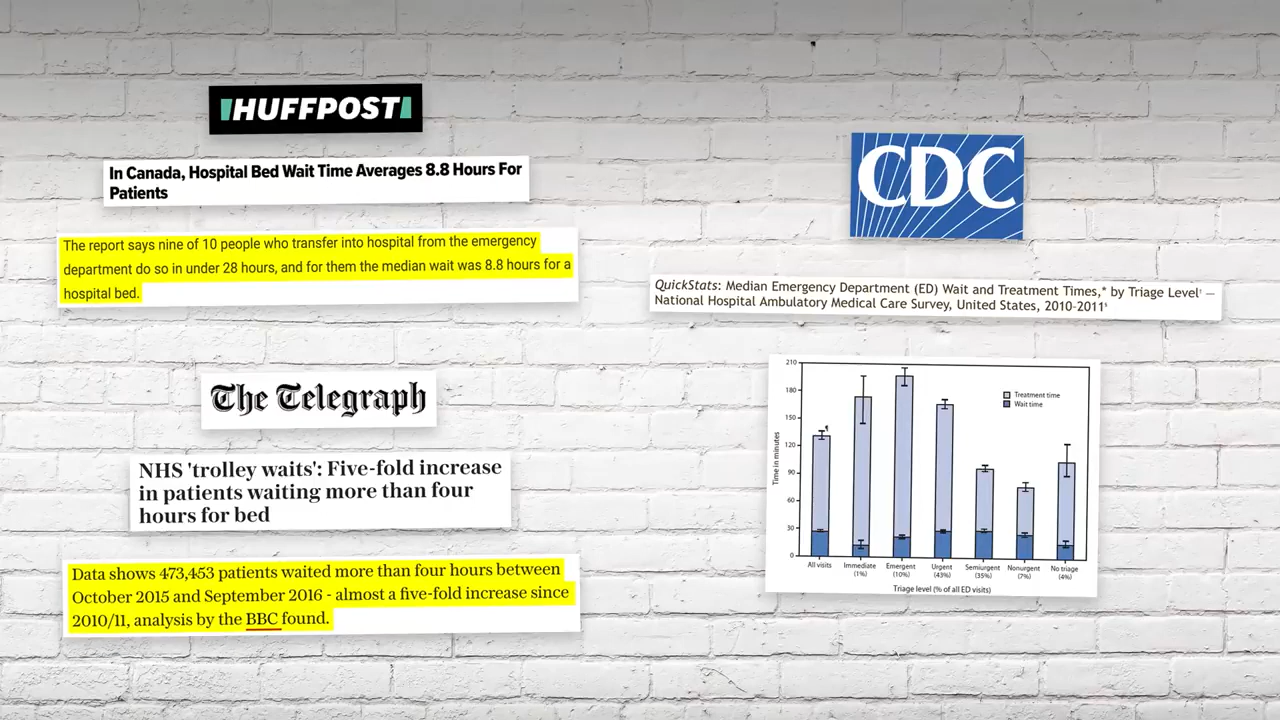 HUFFPOST
In Canada, Hospital Bed Wait Time Averages 8.8 Hours For
Patients
The report says nine of 10 people who transfer into hospital from the emergency
department do so in under 28 hours, and for them the median wait was 8.8 hours for a
hospital bed.
The Telegraph
NHS 'trolley waits': Five-fold increase
in patients waiting more than four
hours for bed
Data shows 473,453 patients waited more than four hours between
October 2015 and September 2016 - almost a five-fold increase since
2010/11, analysis by the BBC found.
CDC
QuickStats: Median Emergency Department (ED) Wait and Treatment Times,* by Triage Level† —
National Hospital Ambulatory Medical Care Survey, United States, 2010-2011§
210
180
150
120
90
60
30
0
Time in minutes
¶
Treatment time
Wait time
All visits
Immediate
(1%)
Emergent
(10%)
Urgent
(43%)
Semiurgent
(35%)
Nonurgent
(7%)
No triage
(4%)
Triage level (% of all ED visits)